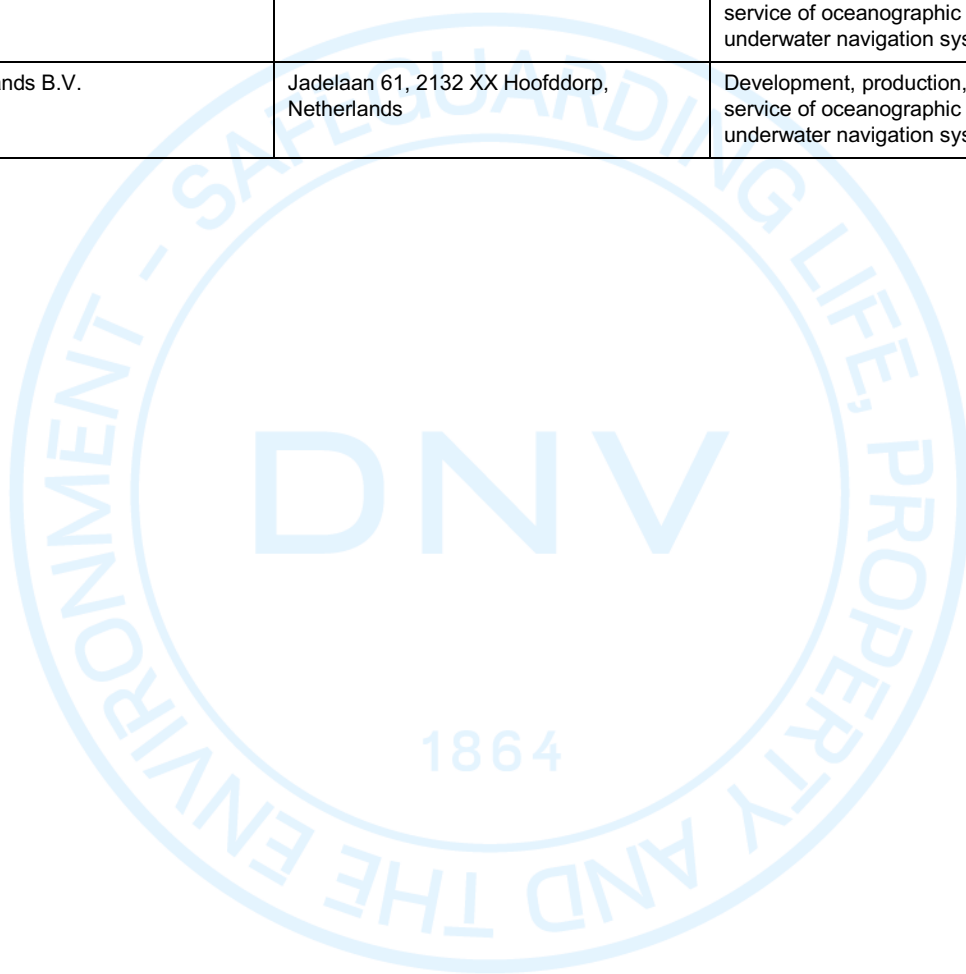 service of oceanographic
underwater navigation sys
nds B.V.
Jadelaan 61, 2132 XX Hoofddorp,
Netherlands
Development, production,
service of oceanographic
underwater navigation sys
SAFEGUARDING LIFE, PROPERTY AND THE ENVIRONMENT -
DNV
1864